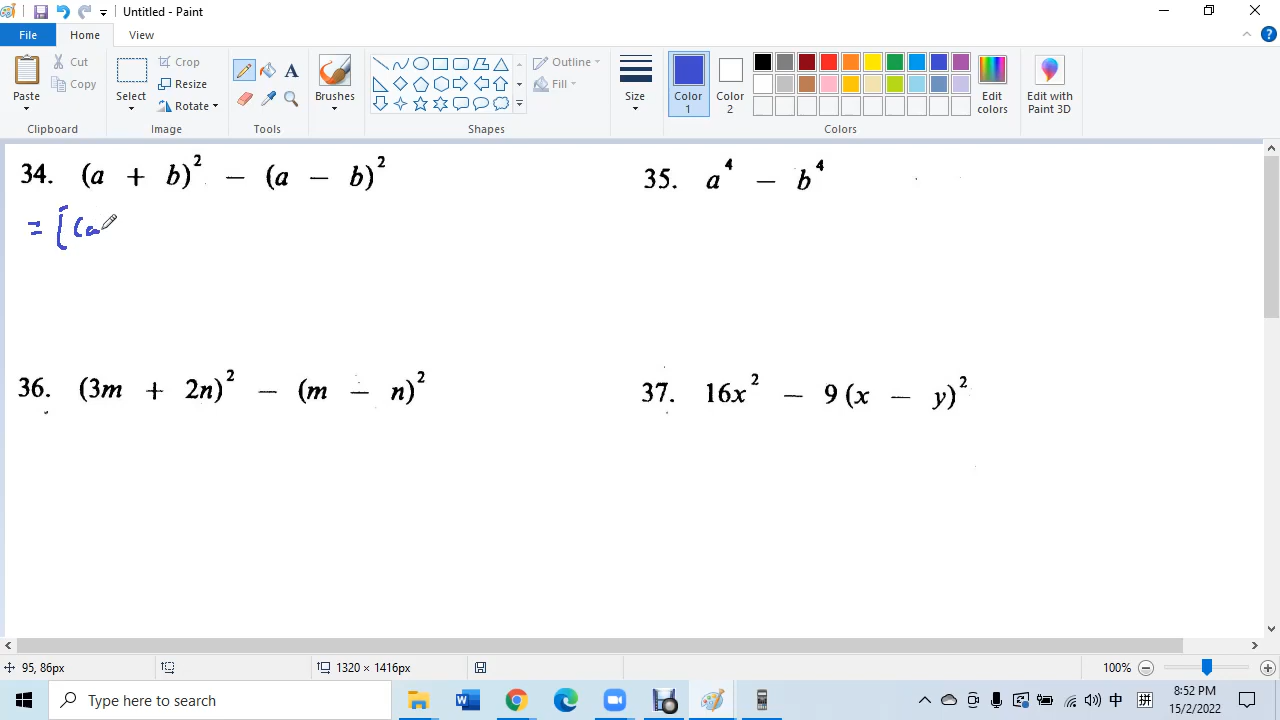 Untitled - Paint
File Home View
Paste Cut Copy Clipboard
Select Crop Resize Rotate Image
Tools
Brushes
Outline Fill Shapes
Size
Color 1 Color 2 Edit colors Colors
Edit with Paint 3D
34. (a + b)² − (a − b)²
35. a⁴ − b⁴
= [(a
36. (3m + 2n)² − (m − n)²
37. 16x² − 9(x − y)²
95, 86px 1320 × 1416px 100%
Type here to search
中 拼 8:52 PM
15/2/2022